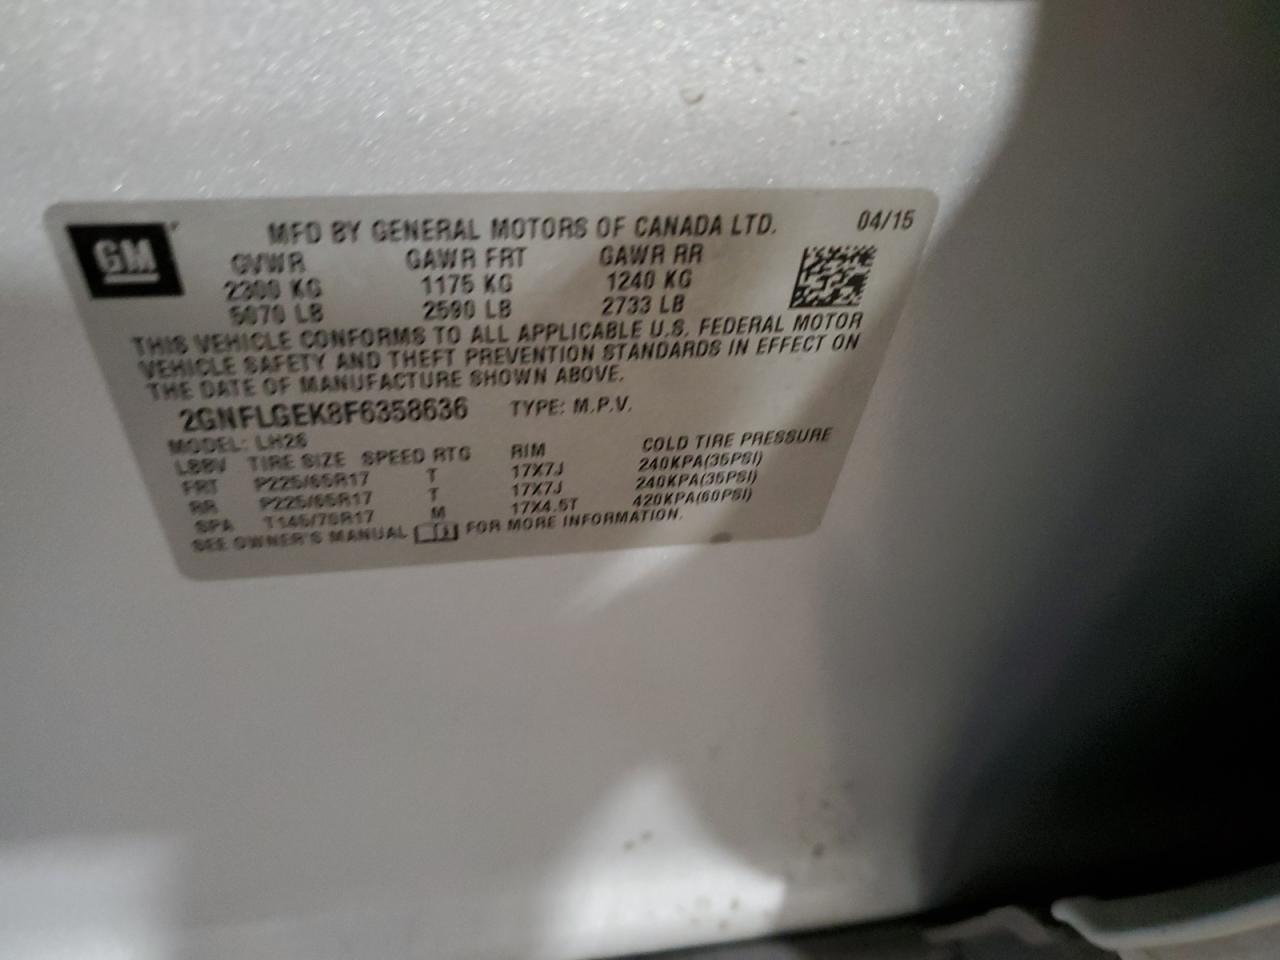 GM
MFD BY GENERAL MOTORS OF CANADA LTD. 04/15
GVWR GAWR FRT GAWR RR
2300 KG 1175 KG 1240 KG
5070 LB 2590 LB 2733 LB
THIS VEHICLE CONFORMS TO ALL APPLICABLE U.S. FEDERAL MOTOR
VEHICLE SAFETY AND THEFT PREVENTION STANDARDS IN EFFECT ON
THE DATE OF MANUFACTURE SHOWN ABOVE.
2GNFLGEK8F6358636 TYPE: M.P.V.
MODEL: LH26
TIRE SIZE SPEED RTG RIM COLD TIRE PRESSURE
FRT P225/65R17 T 17X7J 240KPA(35PSI)
RR P225/65R17 T 17X7J 240KPA(35PSI)
SPA T145/70R17 M 17X4.5T 420KPA(60PSI)
SEE OWNER'S MANUAL FOR MORE INFORMATION.